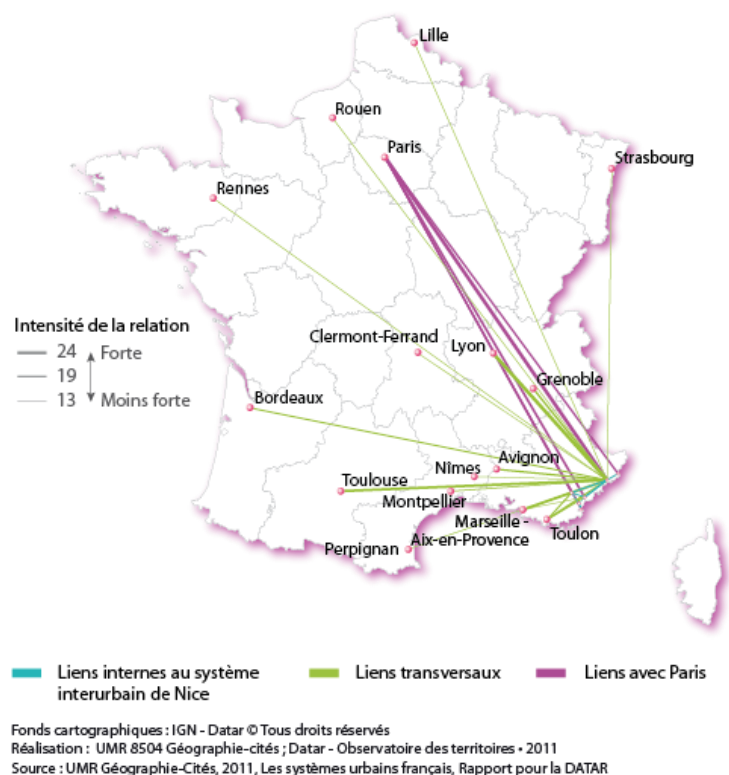 Lille
Rouen
Paris
Strasbourg
Rennes
Intensité de la relation
24 Forte
19
13 Moins forte
Clermont-Ferrand
Lyon
Grenoble
Bordeaux
Avignon
Nîmes
Toulouse
Montpellier
Marseille -
Aix-en-Provence
Toulon
Perpignan
Liens internes au système
interurbain de Nice
Liens transversaux
Liens avec Paris
Fonds cartographiques : IGN - Datar © Tous droits réservés
Réalisation : UMR 8504 Géographie-cités ; Datar - Observatoire des territoires • 2011
Source : UMR Géographie-Cités, 2011, Les systèmes urbains français, Rapport pour la DATAR